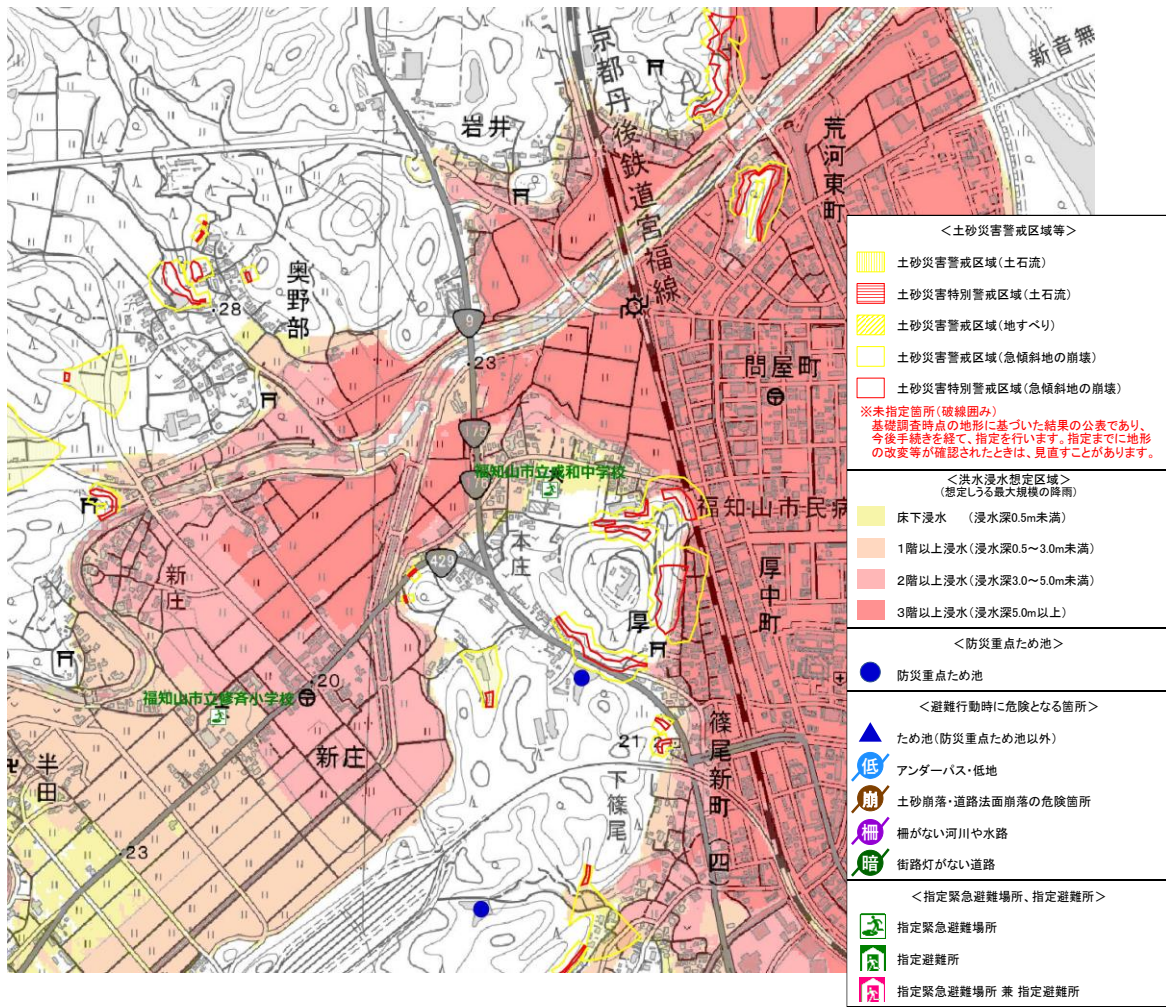 京都丹後鉄道宮福線
新音無
岩井
荒河東町
奥野部
28
9
23
問屋町
福知山市立成和中学校
福知山市民病
本庄
429
新庄
厚
厚中町
20
福知山市立修斉小学校
新庄
半田
23
21
下篠尾
篠尾新町
(四)
<土砂災害警戒区域等>
土砂災害警戒区域(土石流)
土砂災害特別警戒区域(土石流)
土砂災害警戒区域(地すべり)
土砂災害警戒区域(急傾斜地の崩壊)
土砂災害特別警戒区域(急傾斜地の崩壊)
※未指定箇所(破線囲み)
基礎調査時点の地形に基づいた結果の公表であり、
今後手続きを経て、指定を行います。指定までに地形
の改変等が確認されたときは、見直すことがあります。
<洪水浸水想定区域>
(想定しうる最大規模の降雨)
床下浸水 (浸水深0.5m未満)
1階以上浸水(浸水深0.5~3.0m未満)
2階以上浸水(浸水深3.0~5.0m未満)
3階以上浸水(浸水深5.0m以上)
<防災重点ため池>
防災重点ため池
<避難行動時に危険となる箇所>
ため池(防災重点ため池以外)
低 アンダーパス・低地
崩 土砂崩落・道路法面崩落の危険箇所
柵 柵がない河川や水路
暗 街路灯がない道路
<指定緊急避難場所、指定避難所>
指定緊急避難場所
指定避難所
指定緊急避難場所 兼 指定避難所